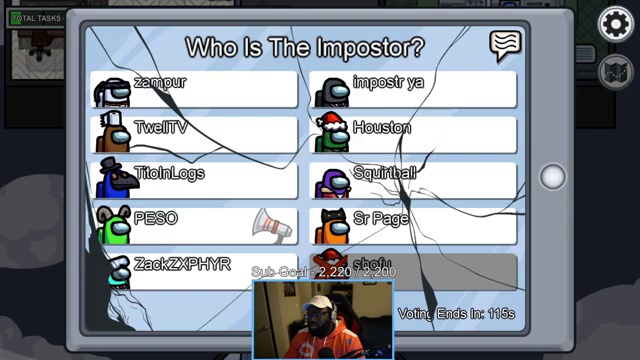 TOTAL TASKS
Who Is The Impostor?
zampur
impostr ya
TwellTV
Houston
TitoInLogs
Squirtball
PESO
Sr Page
ZackZXPHYR
shofu
Sub Goal : 2,220 / 2,200
Voting Ends In: 115s